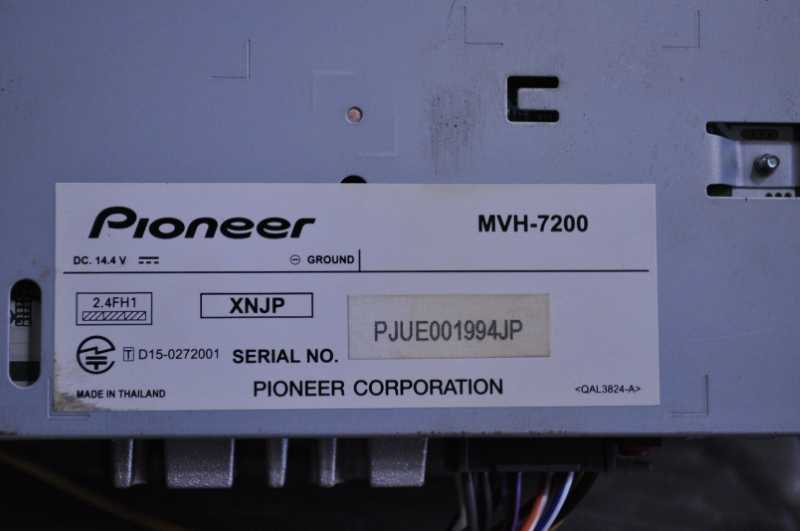 Pioneer
MVH-7200
DC. 14.4 V
⊖ GROUND
2.4FH1
XNJP
PJUE001994JP
T D15-0272001
SERIAL NO.
MADE IN THAILAND
PIONEER CORPORATION
<QAL3824-A>